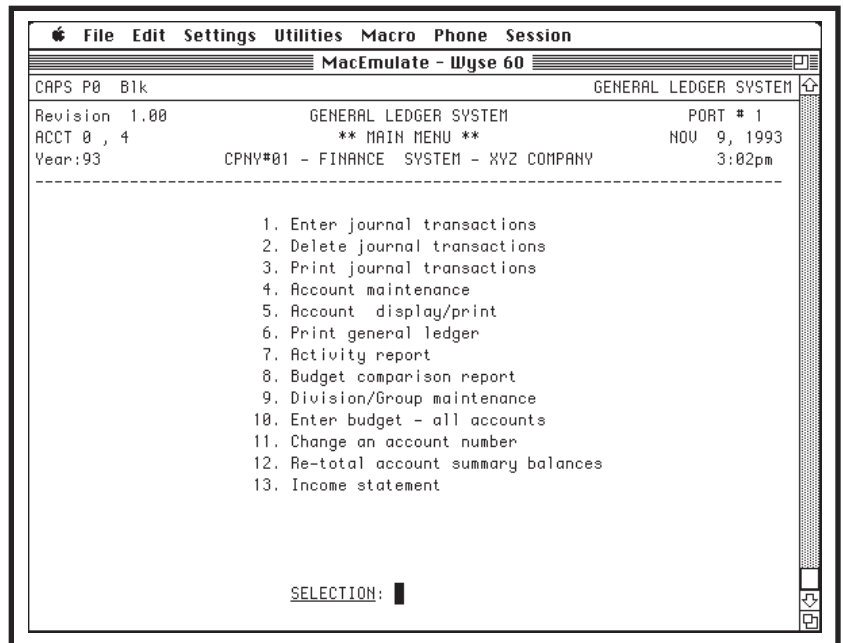 File Edit Settings Utilities Macro Phone Session
MacEmulate - Wyse 60
CAPS P0 Blk GENERAL LEDGER SYSTEM
Revision 1.00 GENERAL LEDGER SYSTEM PORT # 1
ACCT 0 , 4 ** MAIN MENU ** NOV 9, 1993
Year:93 CPNY#01 - FINANCE SYSTEM - XYZ COMPANY 3:02pm
1. Enter journal transactions
2. Delete journal transactions
3. Print journal transactions
4. Account maintenance
5. Account display/print
6. Print general ledger
7. Activity report
8. Budget comparison report
9. Division/Group maintenance
10. Enter budget - all accounts
11. Change an account number
12. Re-total account summary balances
13. Income statement
SELECTION: